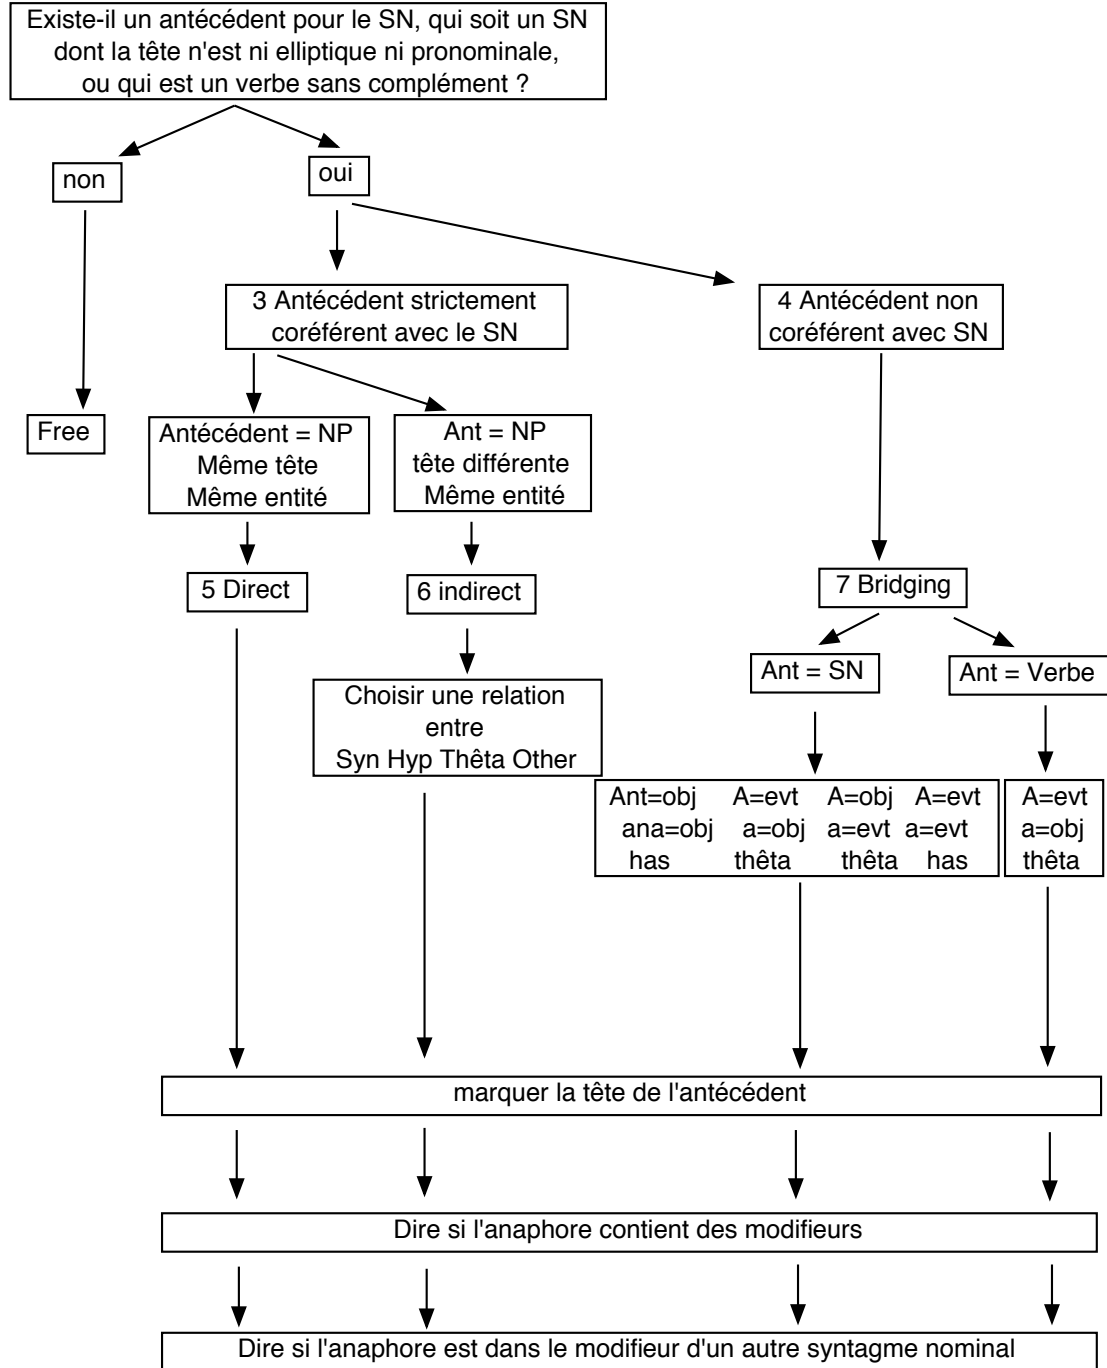 Existe-il un antécédent pour le SN, qui soit un SN
dont la tête n'est ni elliptique ni pronominale,
ou qui est un verbe sans complément ?
non
oui
3 Antécédent strictement
coréférent avec le SN
4 Antécédent non
coréférent avec SN
Free
Antécédent = NP
Même tête
Même entité
Ant = NP
tête différente
Même entité
5 Direct
6 indirect
7 Bridging
Ant = SN
Ant = Verbe
Choisir une relation
entre
Syn Hyp Thêta Other
Ant=obj A=evt A=obj A=evt
ana=obj a=obj a=evt a=evt
has thêta thêta has
A=evt
a=obj
thêta
marquer la tête de l'antécédent
Dire si l'anaphore contient des modifieurs
Dire si l'anaphore est dans le modifieur d'un autre syntagme nominal